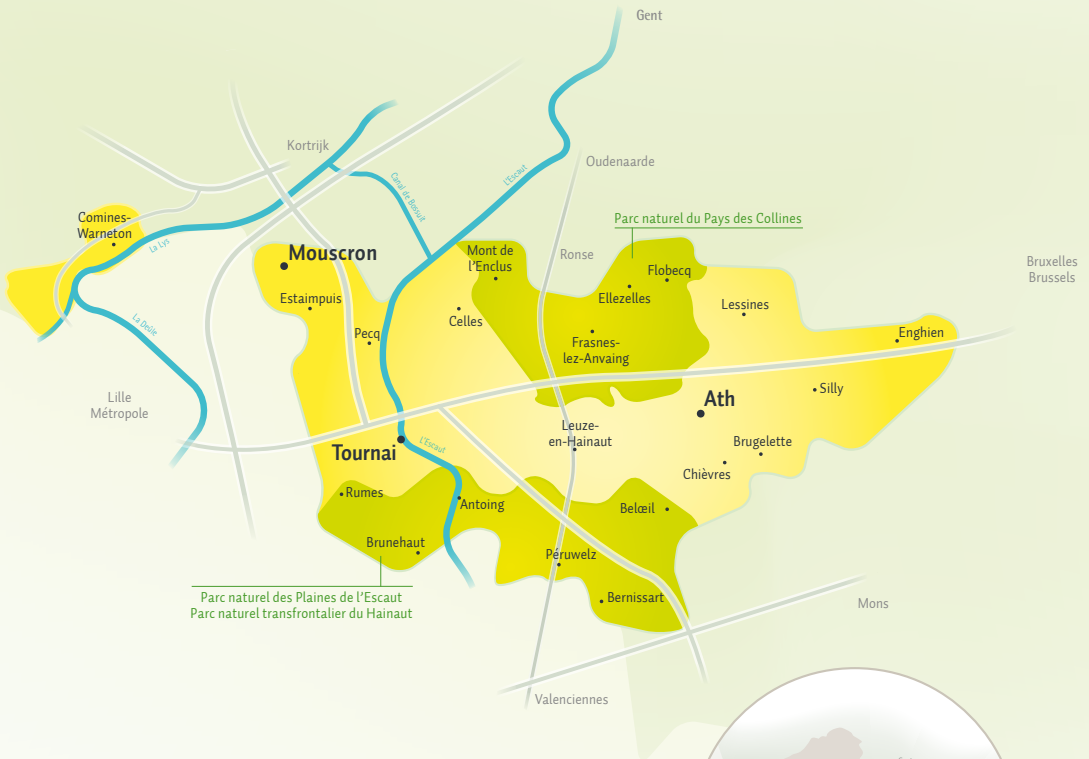 Gent
Kortrijk
Canal de Bossuit
L'Escaut
Oudenaarde
Comines-
Warneton
La Lys
Parc naturel du Pays des Collines
Mouscron
Mont de
l'Enclus
Ronse
Flobecq
Bruxelles
Brussels
Estaimpuis
Ellezelles
Lessines
Celles
La Deûle
Pecq
Frasnes-
lez-Anvaing
Enghien
Lille
Métropole
Silly
Ath
Leuze-
en-Hainaut
Brugelette
Tournai
L'Escaut
Chièvres
Rumes
Antoing
Belœil
Brunehaut
Péruwelz
Parc naturel des Plaines de l'Escaut
Parc naturel transfrontalier du Hainaut
Bernissart
Mons
Valenciennes